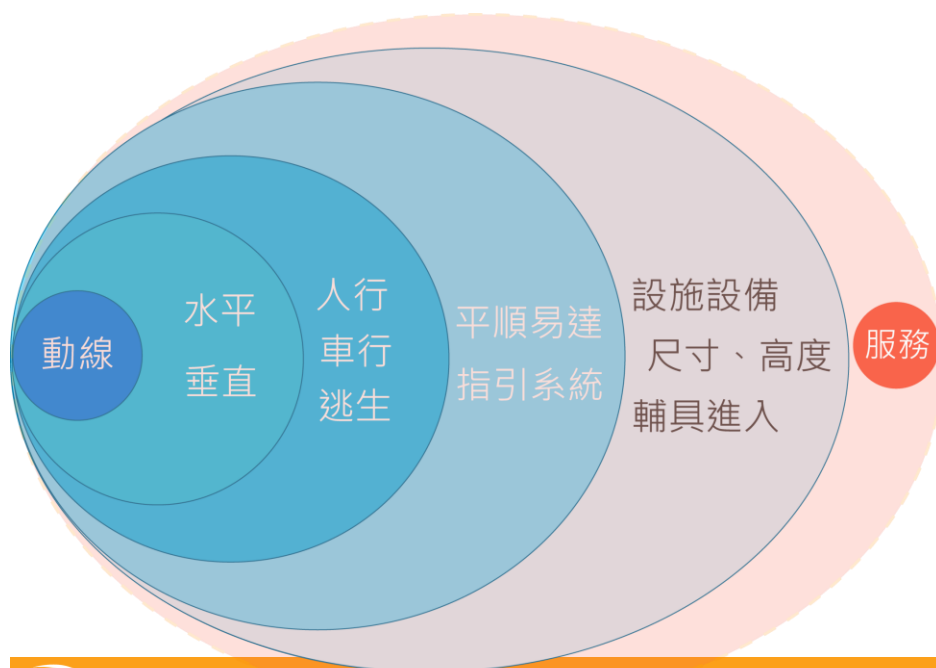 動線
水平
垂直
人行
車行
逃生
平順易達
指引系統
設施設備
尺寸、高度
輔具進入
服務